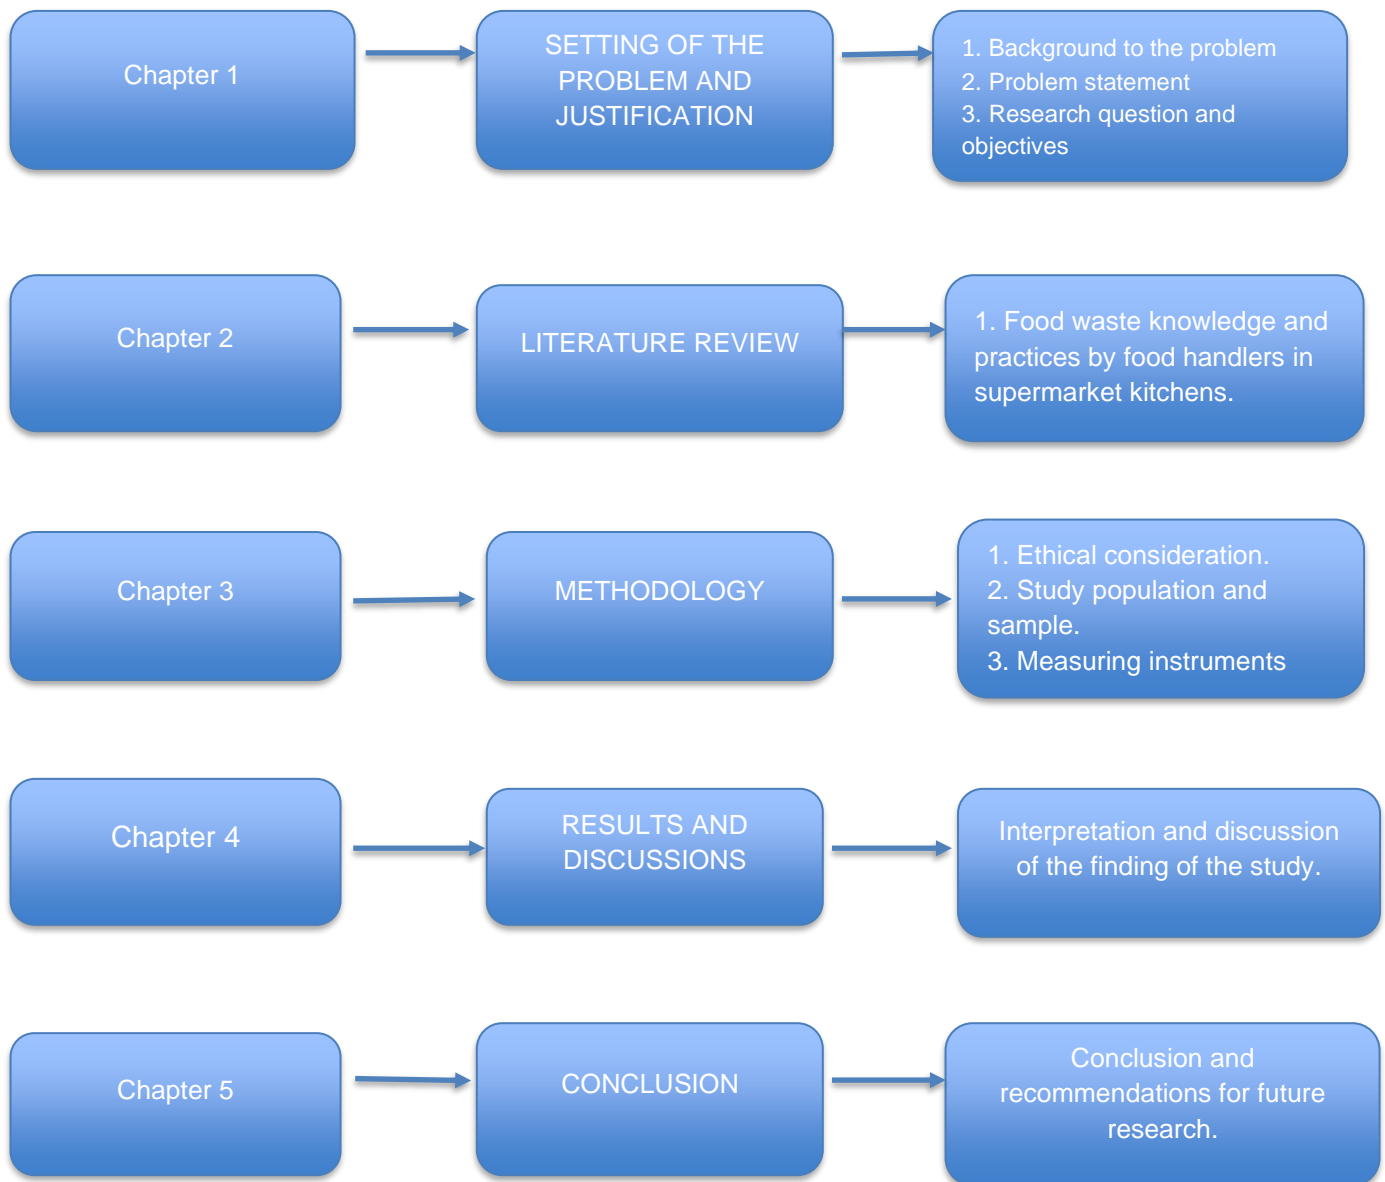 Chapter 1
SETTING OF THE
PROBLEM AND
JUSTIFICATION
1. Background to the problem
2. Problem statement
3. Research question and
objectives
Chapter 2
LITERATURE REVIEW
1. Food waste knowledge and
practices by food handlers in
supermarket kitchens.
Chapter 3
METHODOLOGY
1. Ethical consideration.
2. Study population and
sample.
3. Measuring instruments
Chapter 4
RESULTS AND
DISCUSSIONS
Interpretation and discussion
of the finding of the study.
Chapter 5
CONCLUSION
Conclusion and
recommendations for future
research.